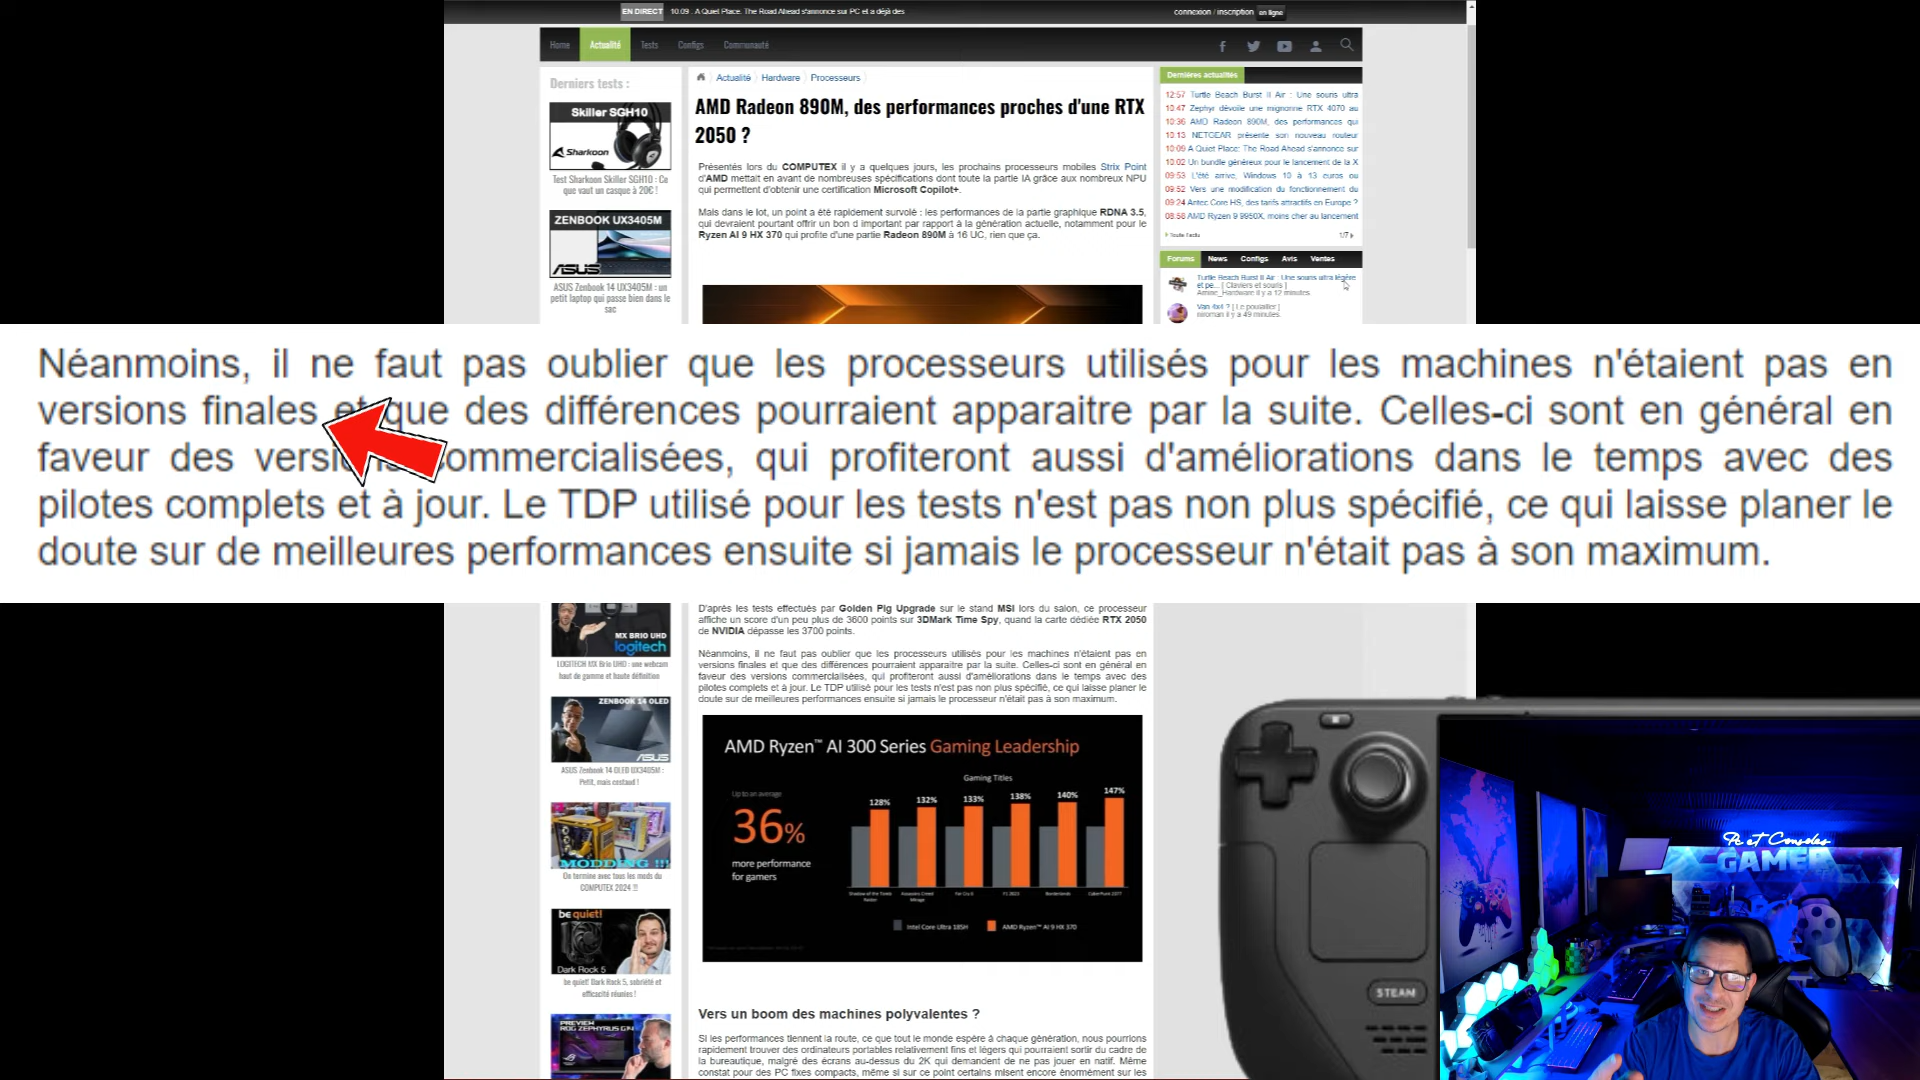 EN DIRECT 10:09 : A Quiet Place: The Road Ahead s'annonce sur PC et a déjà des
connexion / inscription en ligne
Home Actualité Tests Configs Communauté
Derniers tests :
Skiller SGH10
Sharkoon
Test Sharkoon Skiller SGH10 : Ce
que vaut un casque à 20€ !
ZENBOOK UX3405M
ASUS
ASUS Zenbook 14 UX3405M : un
petit laptop qui passe bien dans le
sac
Actualité Hardware Processeurs
AMD Radeon 890M, des performances proches d'une RTX
2050 ?
Présentés lors du COMPUTEX il y a quelques jours, les prochains processeurs mobiles Strix Point
d'AMD mettait en avant de nombreuses spécifications dont toute la partie IA grâce aux nombreux NPU
qui permettent d'obtenir une certification Microsoft Copilot+.
Mais dans le lot, un point a été rapidement survolé : les performances de la partie graphique RDNA 3.5,
qui devraient pourtant offrir un bon d important par rapport à la génération actuelle, notamment pour le
Ryzen AI 9 HX 370 qui profite d'une partie Radeon 890M à 16 UC, rien que ça.
Dernières actualités
12:57 Turtle Beach Burst II Air : Une souris ultra
10:47 Zephyr dévoile une mignonne RTX 4070 au
10:36 AMD Radeon 890M, des performances qui
10:13 NETGEAR présente son nouveau routeur
10:09 A Quiet Place: The Road Ahead s'annonce sur
10:02 Un bundle généreux pour le lancement de la X
09:53 L'été arrive, Windows 10 à 13 euros ou
09:52 Vers une modification du fonctionnement du
09:24 Antec Core HS, des tarifs attractifs en Europe ?
08:58 AMD Ryzen 9 9950X, moins cher au lancement
Toute l'actu 1/7
Forums News Configs Avis Ventes
Turtle Beach Burst II Air : Une souris ultra légère
et pe... [ Claviers et souris ]
Amine_Hardware il y a 12 minutes.
Van 4x4 ? [ Le poulailler ]
niroman il y a 49 minutes.
Néanmoins, il ne faut pas oublier que les processeurs utilisés pour les machines n'étaient pas en
versions finales et que des différences pourraient apparaitre par la suite. Celles-ci sont en général en
faveur des versions commercialisées, qui profiteront aussi d'améliorations dans le temps avec des
pilotes complets et à jour. Le TDP utilisé pour les tests n'est pas non plus spécifié, ce qui laisse planer le
doute sur de meilleures performances ensuite si jamais le processeur n'était pas à son maximum.
MX BRIO UHD
logitech
LOGITECH MX Brio UHD : une webcam
haut de gamme et haute définition
ZENBOOK 14 OLED
ASUS
ASUS Zenbook 14 OLED UX3405M :
Petit, mais costaud !
MODDING !!!
On termine avec tous les mods du
COMPUTEX 2024 !!!
be quiet!
Dark Rock 5
be quiet! Dark Rock 5, sobriété et
efficacité réunies !
PREVIEW
ROG ZEPHYRUS G14
D'après les tests effectués par Golden Pig Upgrade sur le stand MSI lors du salon, ce processeur
affiche un score d'un peu plus de 3600 points sur 3DMark Time Spy, quand la carte dédiée RTX 2050
de NVIDIA dépasse les 3700 points.
Néanmoins, il ne faut pas oublier que les processeurs utilisés pour les machines n'étaient pas en
versions finales et que des différences pourraient apparaitre par la suite. Celles-ci sont en général en
faveur des versions commercialisées, qui profiteront aussi d'améliorations dans le temps avec des
pilotes complets et à jour. Le TDP utilisé pour les tests n'est pas non plus spécifié, ce qui laisse planer le
doute sur de meilleures performances ensuite si jamais le processeur n'était pas à son maximum.
AMD Ryzen™ AI 300 Series Gaming Leadership
Gaming Titles
Up to an average
36%
more performance
for gamers
128% 132% 133% 138% 140% 147%
Shadow of the Tomb Raider
Assassins Creed Mirage
Far Cry 6
F1 2023
Borderlands
CyberPunk 2077
Intel Core Ultra 185H
AMD Ryzen™ AI 9 HX 370
Vers un boom des machines polyvalentes ?
Si les performances tiennent la route, ce que tout le monde espère à chaque génération, nous pourrions
rapidement trouver des ordinateurs portables relativement fins et légers qui pourraient sortir du cadre de
la bureautique, malgré des écrans au-dessus du 2K qui demandent de ne pas jouer en natif. Même
constat pour des PC fixes compacts, même si sur ce point certains misent encore énormément sur les
STEAM
Pc et Consoles
GAMER